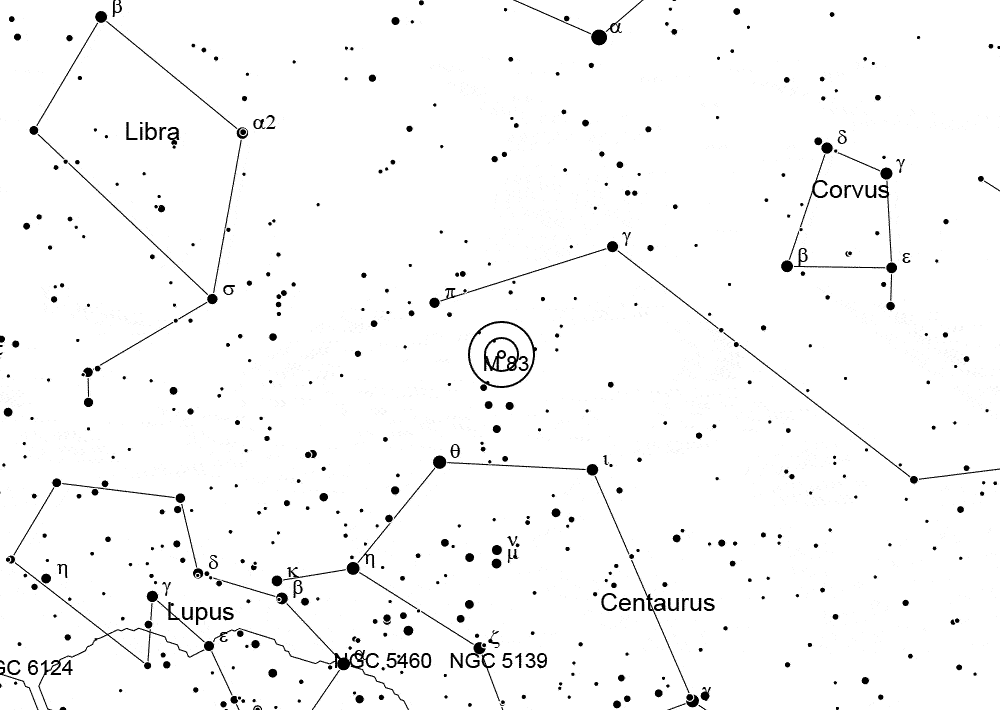 β
α
α2
Libra
δ
γ
Corvus
γ
β
ε
σ
π
M 83
θ
ι
ν
μ
η
κ
δ
β
η
γ
Lupus
Centaurus
ε
ζ
α
NGC 5460
NGC 5139
GC 6124
γ